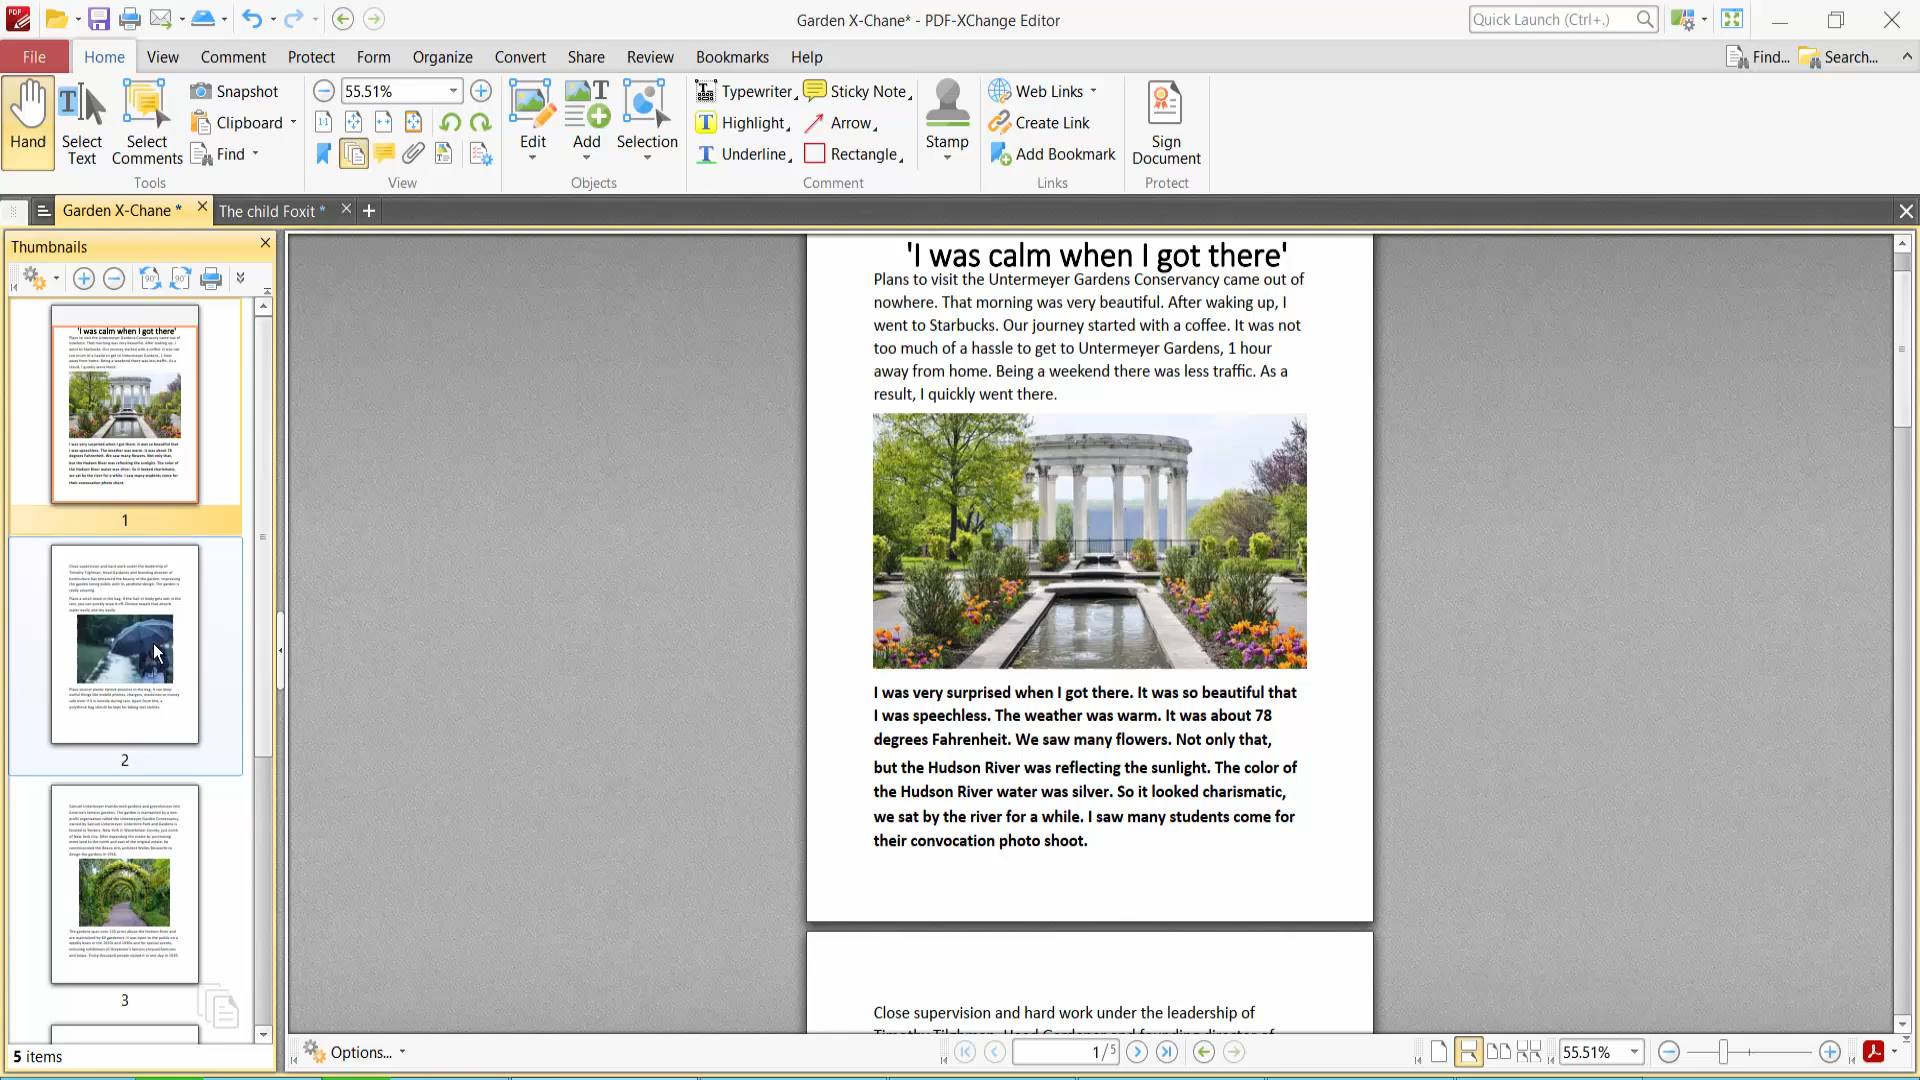 Garden X-Chane* - PDF-XChange Editor
Quick Launch (Ctrl+.)
File Home View Comment Protect Form Organize Convert Share Review Bookmarks Help
Find... Search...
Hand
Select Text
Select Comments
Snapshot
Clipboard
Find
Tools
55.51%
View
Edit
Add
Selection
Objects
Typewriter
Highlight
Underline
Sticky Note
Arrow
Rectangle
Stamp
Comment
Web Links
Create Link
Add Bookmark
Links
Sign Document
Protect
Garden X-Chane *
The child Foxit *
Thumbnails
1
2
3
5 items
'I was calm when I got there'
Plans to visit the Untermeyer Gardens Conservancy came out of
nowhere. That morning was very beautiful. After waking up, I
went to Starbucks. Our journey started with a coffee. It was not
too much of a hassle to get to Untermeyer Gardens, 1 hour
away from home. Being a weekend there was less traffic. As a
result, I quickly went there.
I was very surprised when I got there. It was so beautiful that
I was speechless. The weather was warm. It was about 78
degrees Fahrenheit. We saw many flowers. Not only that,
but the Hudson River was reflecting the sunlight. The color of
the Hudson River water was silver. So it looked charismatic,
we sat by the river for a while. I saw many students come for
their convocation photo shoot.
Close supervision and hard work under the leadership of
Options...
1 / 5
55.51%